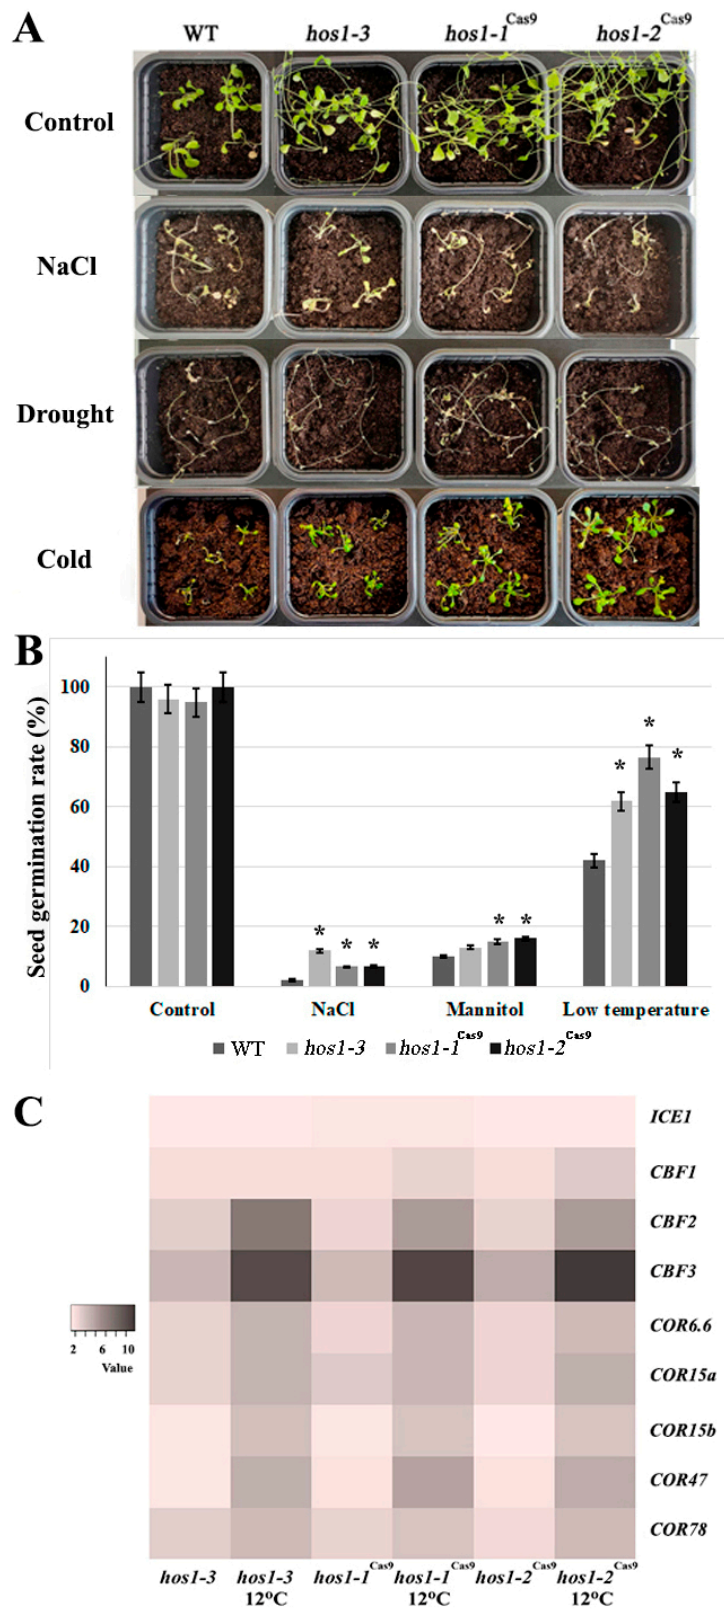 A
WT hos1-3 hos1-1Cas9 hos1-2Cas9
Control
NaCl
Drought
Cold
B
Seed germination rate (%)
100
80
60
40
20
0
* * *
* *
* * *
Control NaCl Mannitol Low temperature
WT hos1-3 hos1-1Cas9 hos1-2Cas9
C
ICE1
CBF1
CBF2
CBF3
COR6.6
COR15a
COR15b
COR47
COR78
2 6 10
Value
hos1-3 hos1-3 hos1-1Cas9 hos1-1Cas9 hos1-2Cas9 hos1-2Cas9
12ºC 12ºC 12ºC